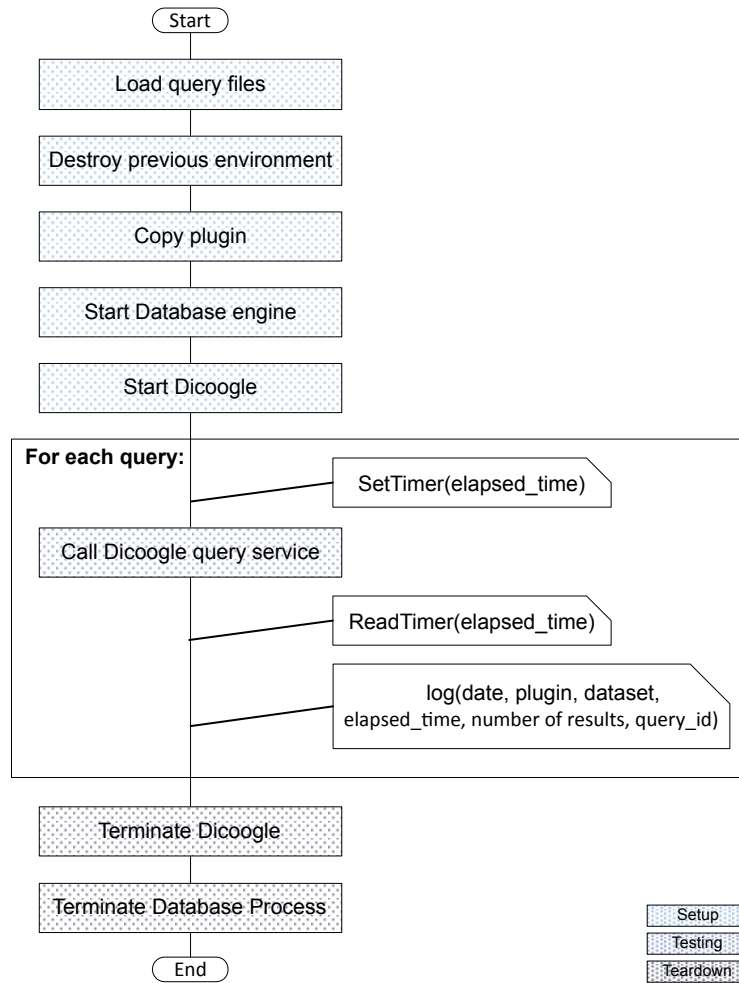 Start
Load query files
Destroy previous environment
Copy plugin
Start Database engine
Start Dicoogle
For each query:
SetTimer(elapsed_time)
Call Dicoogle query service
ReadTimer(elapsed_time)
log(date, plugin, dataset,
elapsed_time, number of results, query_id)
Terminate Dicoogle
Terminate Database Process
End
Setup
Testing
Teardown